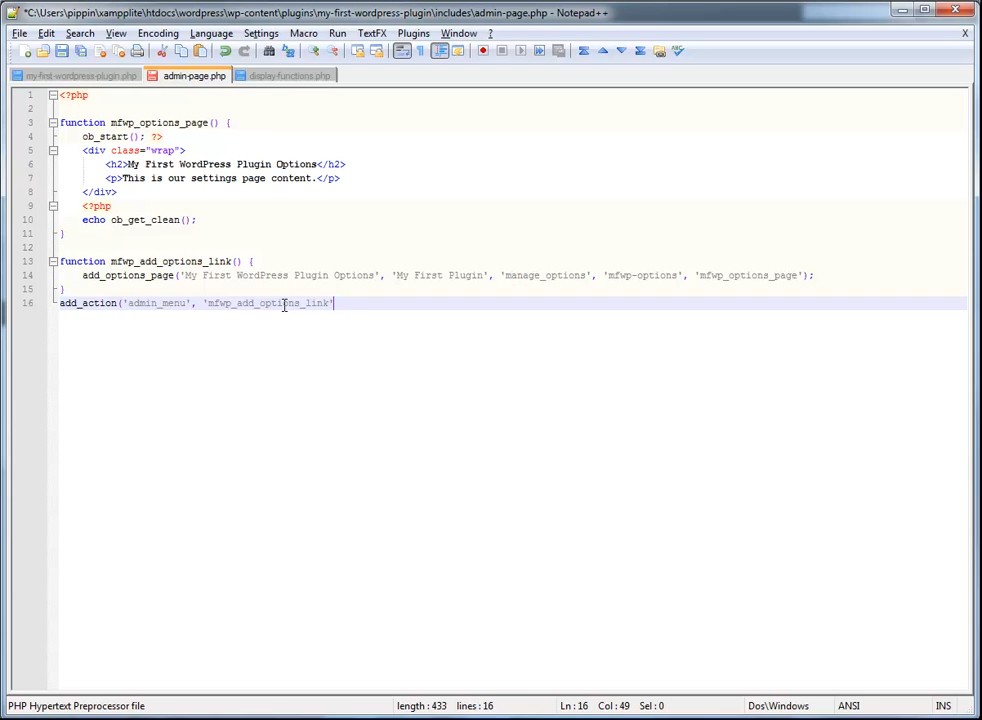 *C:\Users\pippin\xampplite\htdocs\wordpress\wp-content\plugins\my-first-wordpress-plugin\includes\admin-page.php - Notepad++
File Edit Search View Encoding Language Settings Macro Run TextFX Plugins Window ? X
my-first-wordpress-plugin.php admin-page.php display-functions.php
1 <?php
2
3 function mfwp_options_page() {
4 ob_start(); ?>
5 <div class="wrap">
6 <h2>My First WordPress Plugin Options</h2>
7 <p>This is our settings page content.</p>
8 </div>
9 <?php
10 echo ob_get_clean();
11 }
12
13 function mfwp_add_options_link() {
14 add_options_page('My First WordPress Plugin Options', 'My First Plugin', 'manage_options', 'mfwp-options', 'mfwp_options_page');
15 }
16 add_action('admin_menu', 'mfwp_add_options_link'
PHP Hypertext Preprocessor file length : 433 lines : 16 Ln : 16 Col : 49 Sel : 0 Dos\Windows ANSI INS